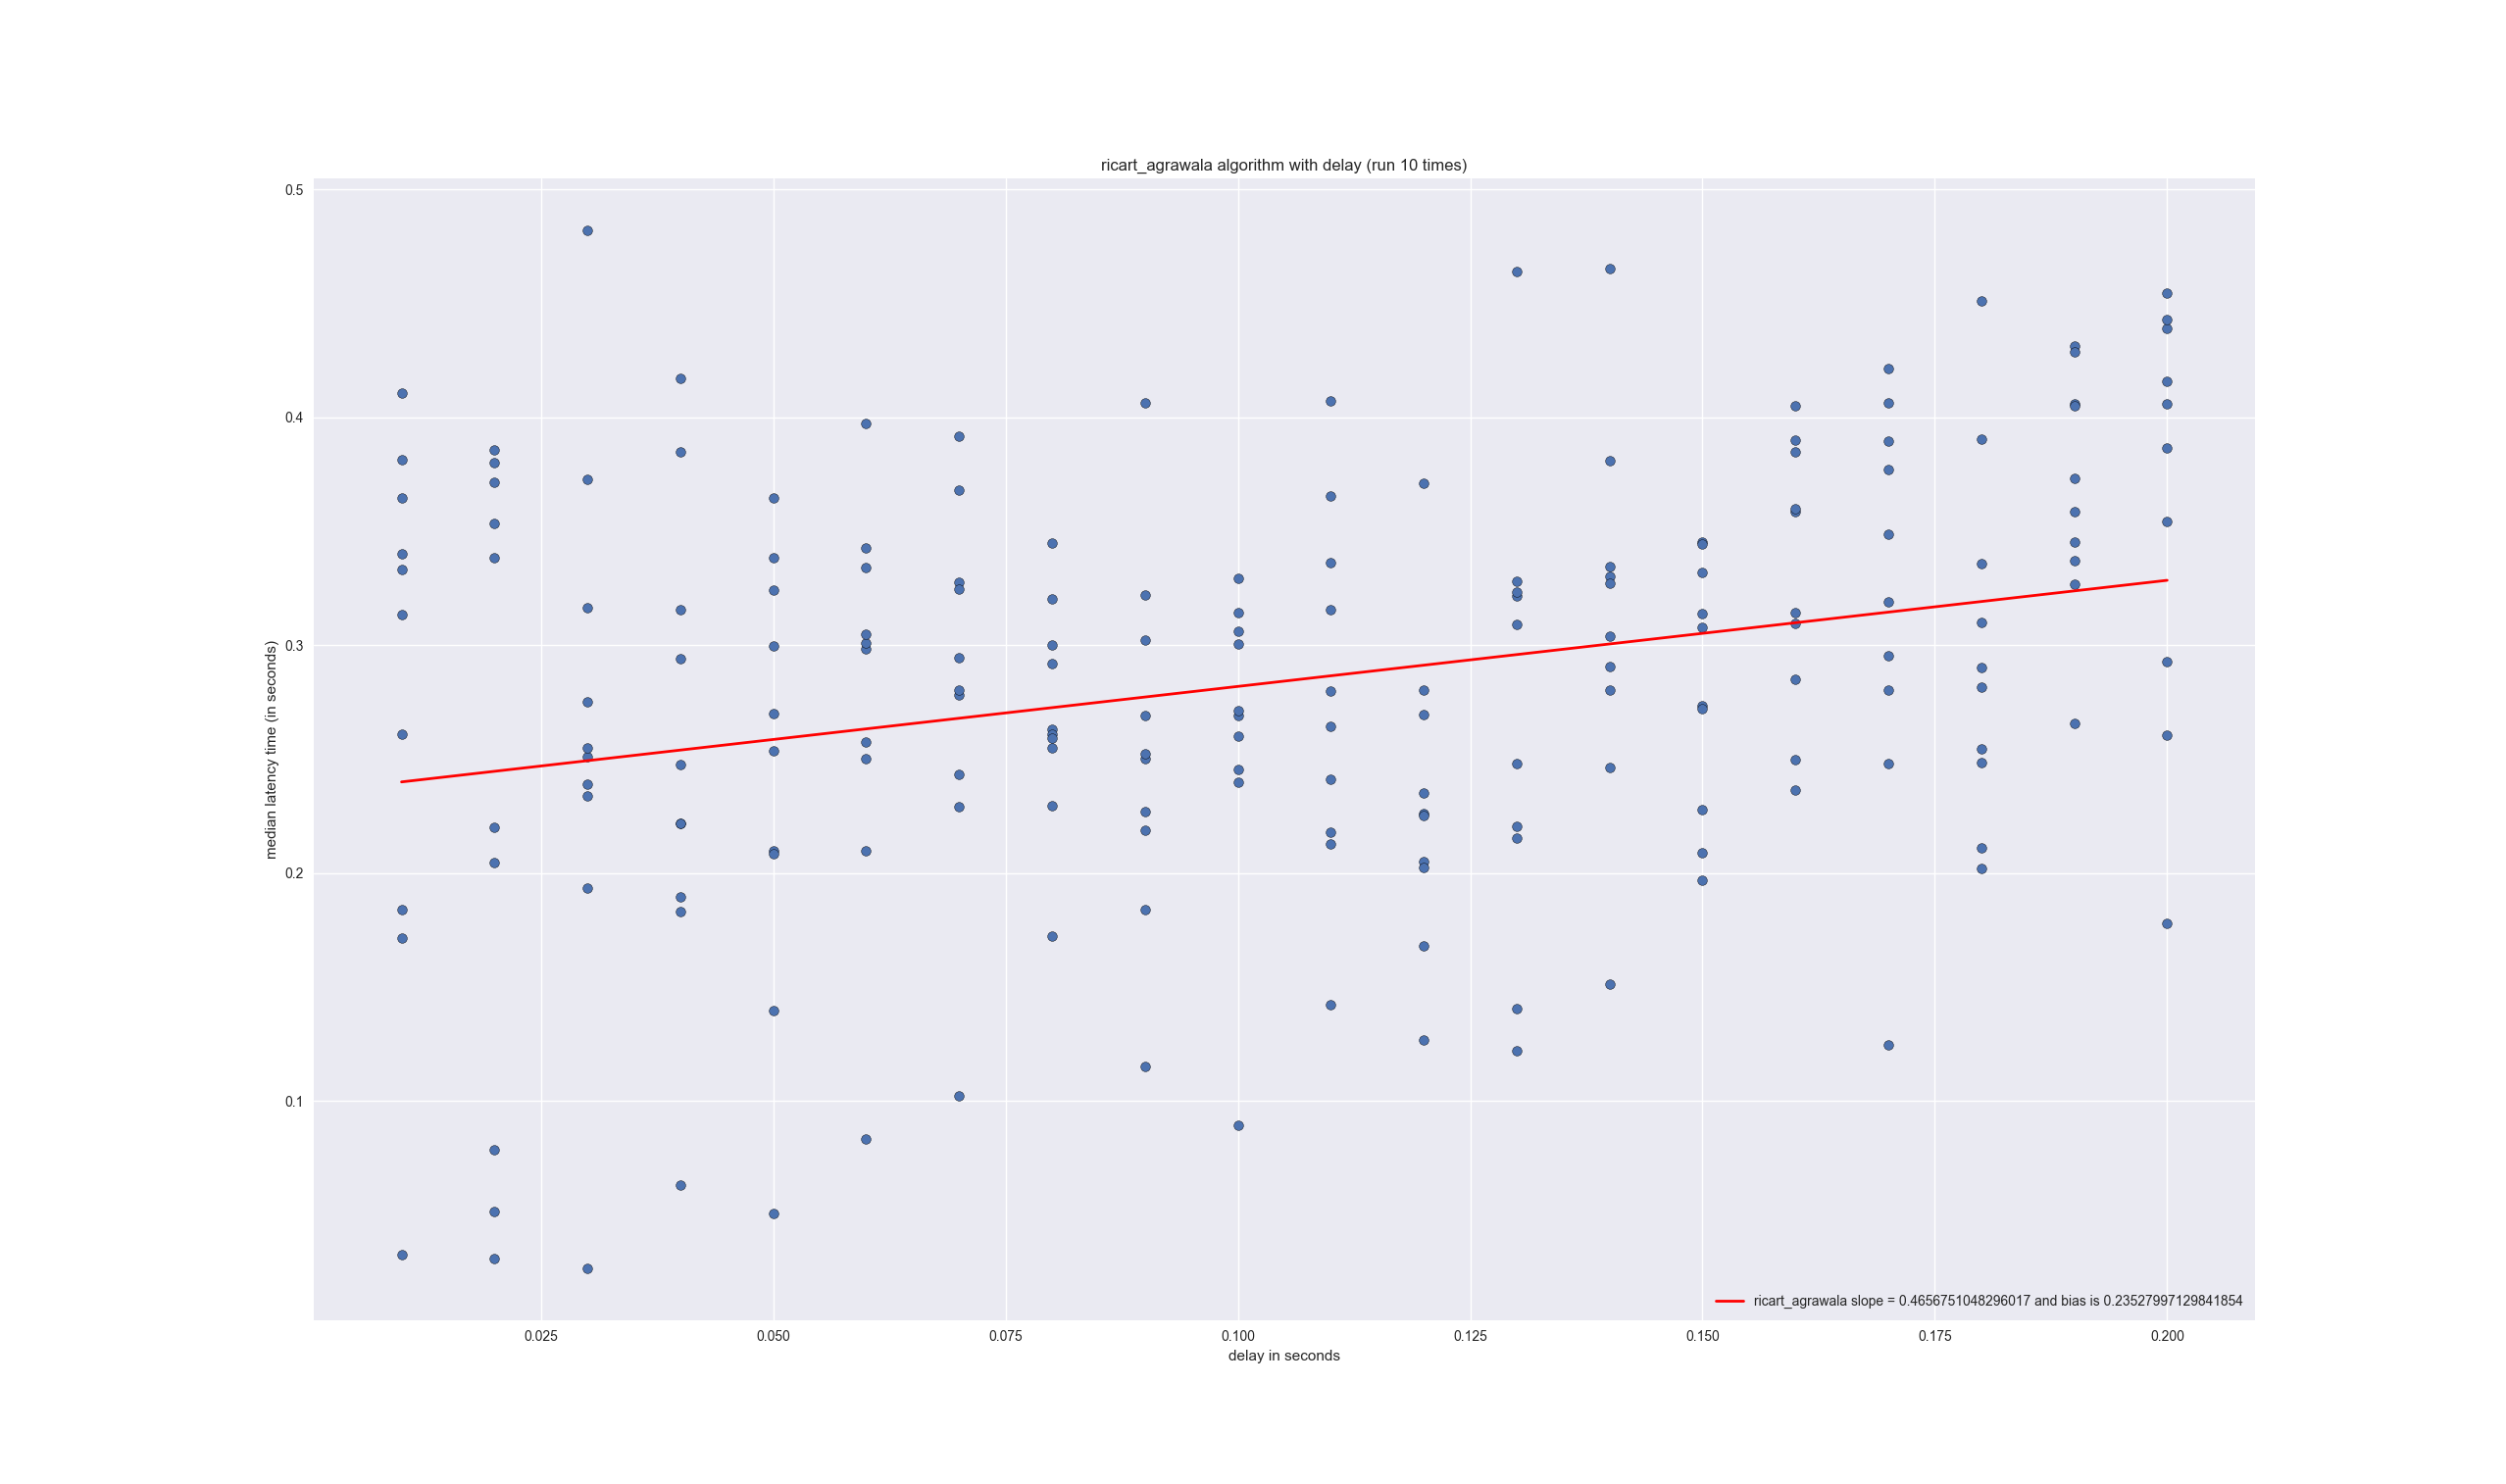 ricart_agrawala algorithm with delay (run 10 times)
0.5
0.4
0.3
0.2
0.1
median latency time (in seconds)
ricart_agrawala slope = 0.4656751048296017 and bias is 0.23527997129841854
0.025 0.050 0.075 0.100 0.125 0.150 0.175 0.200
delay in seconds